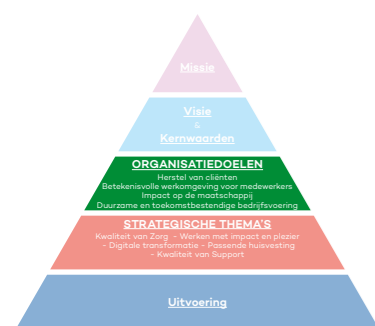 Missie
Visie
&
Kernwaarden
ORGANISATIEDOELEN
Herstel van cliënten
Betekenisvolle werkomgeving voor medewerkers
Impact op de maatschappij
Duurzame en toekomstbestendige bedrijfsvoering
STRATEGISCHE THEMA'S
Kwaliteit van Zorg - Werken met impact en plezier
- Digitale transformatie - Passende huisvesting
- Kwaliteit van Support
Uitvoering